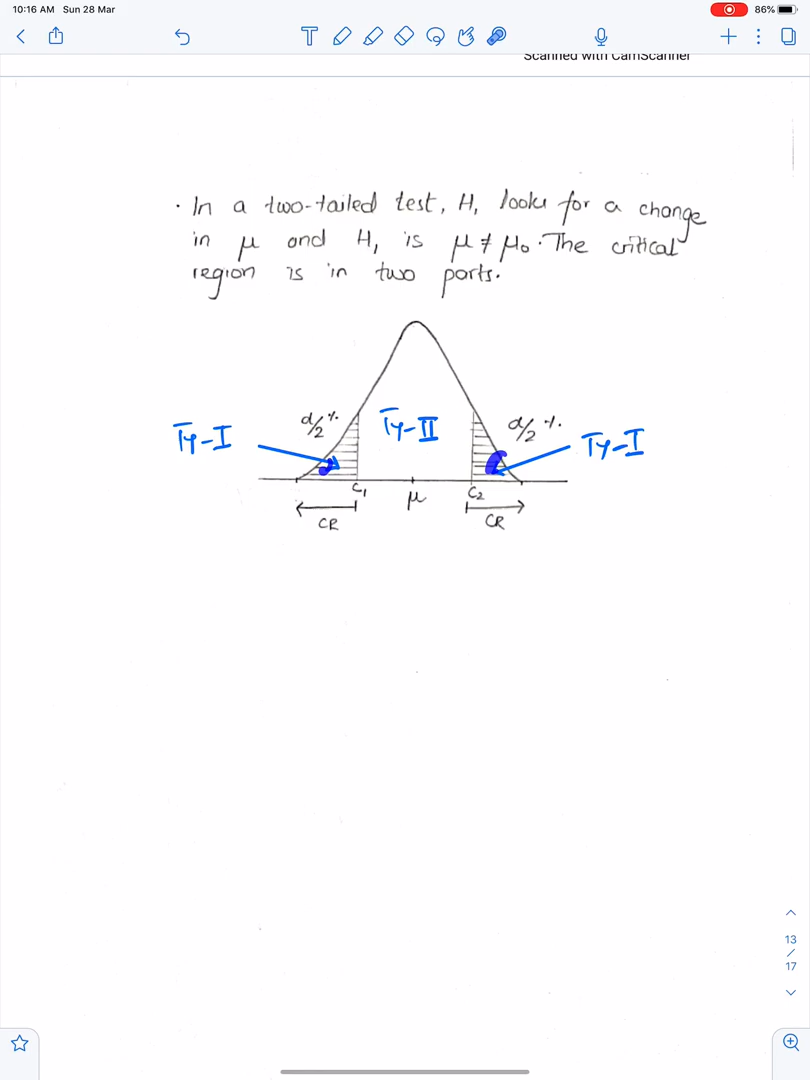 10:16 AM Sun 28 Mar
86%
T
Scanned with CamScanner
• In a two-tailed test, H₁ looks for a change
in μ and H₁ is μ ≠ μ₀. The critical
region is in two parts.
α/2 %
α/2 %.
Ty-I
Ty-II
Ty-I
C₁
μ
C₂
CR
CR
13
/
17